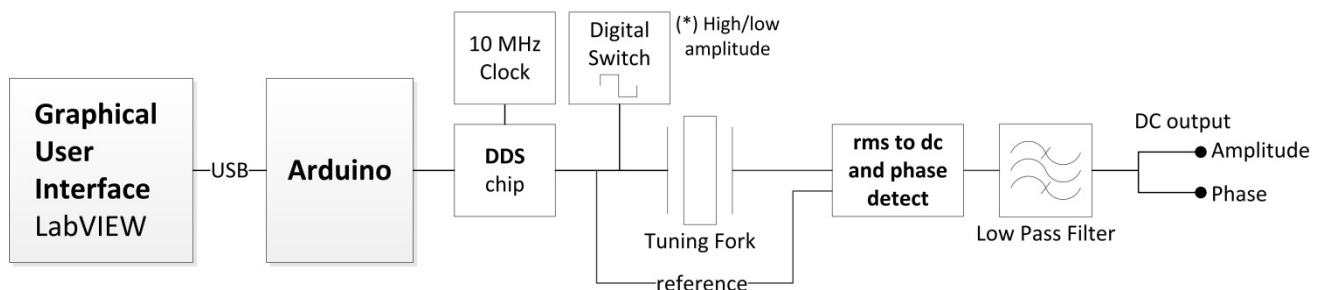 Graphical
User
Interface
LabVIEW
USB
Arduino
10 MHz
Clock
DDS
chip
Digital
Switch
(*) High/low
amplitude
Tuning Fork
reference
rms to dc
and phase
detect
Low Pass Filter
DC output
Amplitude
Phase